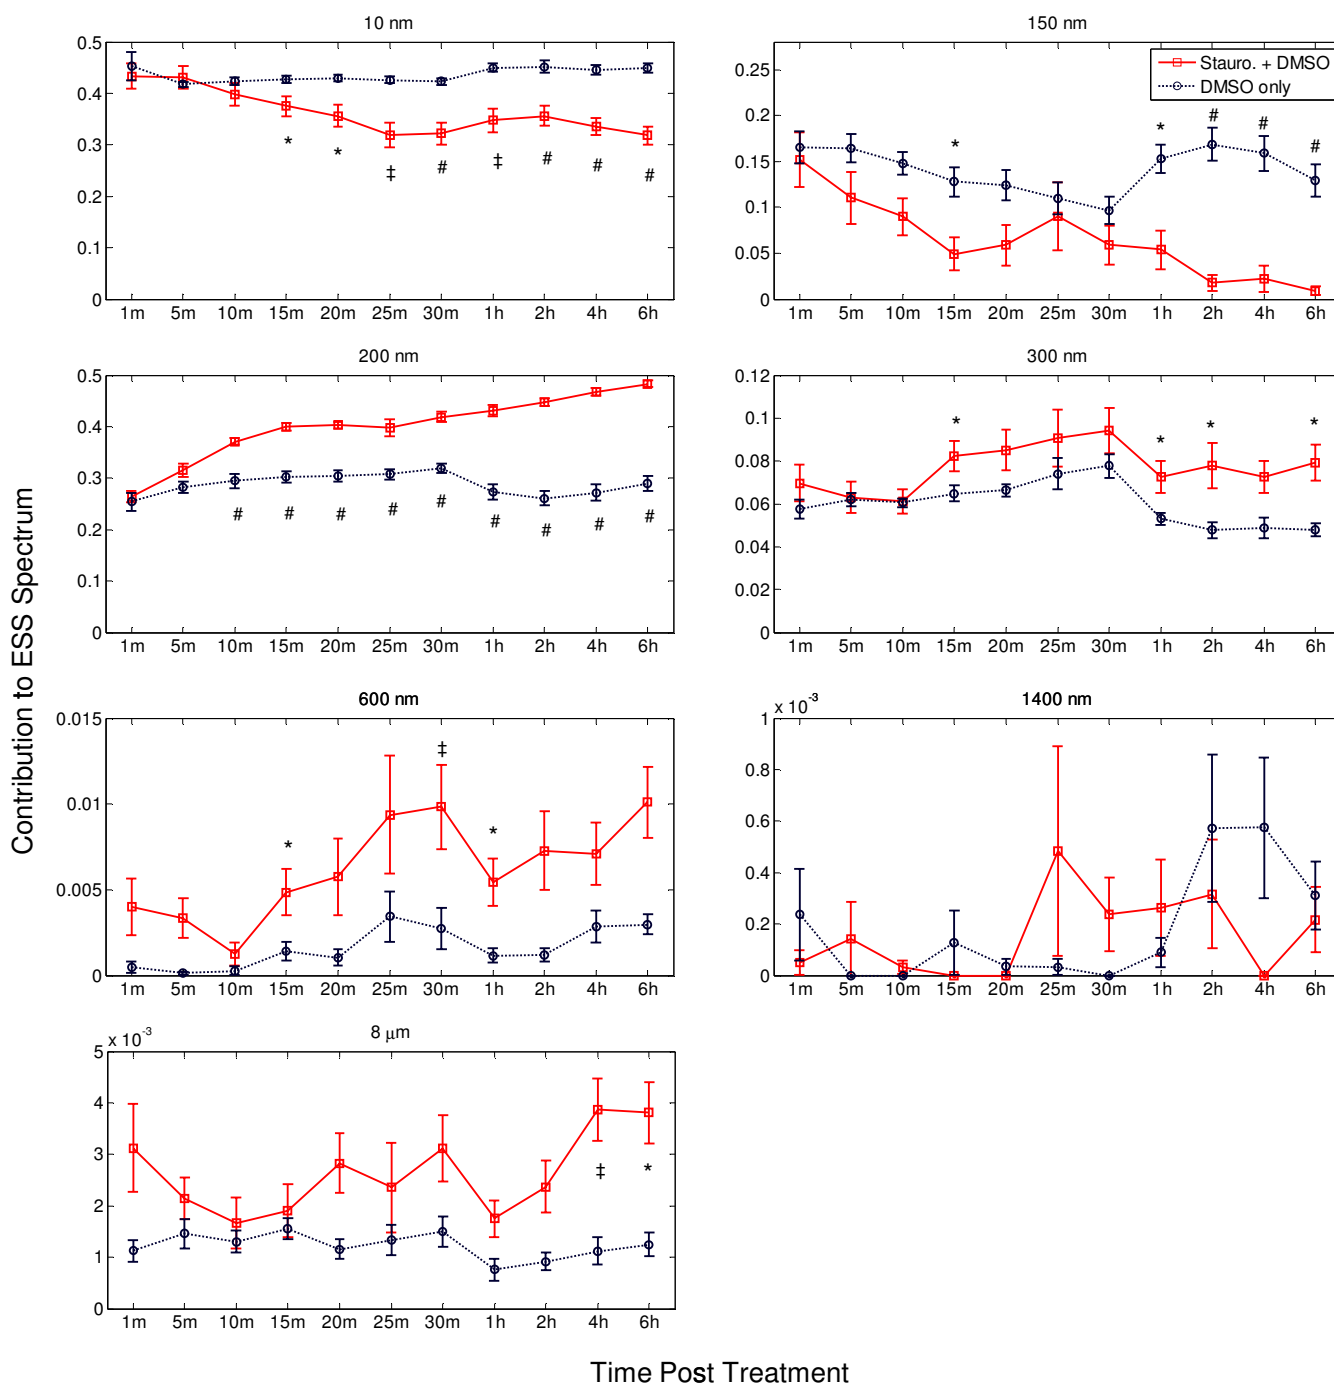 10 nm
0.5
0.4
0.3
0.2
0.1
0
* * ‡ # ‡ # # #
1m 5m 10m 15m 20m 25m 30m 1h 2h 4h 6h
150 nm
Stauro. + DMSO
DMSO only
0.25
0.2
0.15
0.1
0.05
0
* * # # #
1m 5m 10m 15m 20m 25m 30m 1h 2h 4h 6h
200 nm
0.5
0.4
0.3
0.2
0.1
0
# # # # # # # # #
1m 5m 10m 15m 20m 25m 30m 1h 2h 4h 6h
300 nm
0.12
0.1
0.08
0.06
0.04
0.02
0
* * * *
1m 5m 10m 15m 20m 25m 30m 1h 2h 4h 6h
Contribution to ESS Spectrum
600 nm
0.015
0.01
0.005
0
* ‡ *
1m 5m 10m 15m 20m 25m 30m 1h 2h 4h 6h
1400 nm
x 10-3
1
0.8
0.6
0.4
0.2
0
1m 5m 10m 15m 20m 25m 30m 1h 2h 4h 6h
8 µm
x 10-3
5
4
3
2
1
0
‡ *
1m 5m 10m 15m 20m 25m 30m 1h 2h 4h 6h
Time Post Treatment